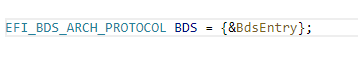 EFI_BDS_ARCH_PROTOCOL BDS = {&BdsEntry};